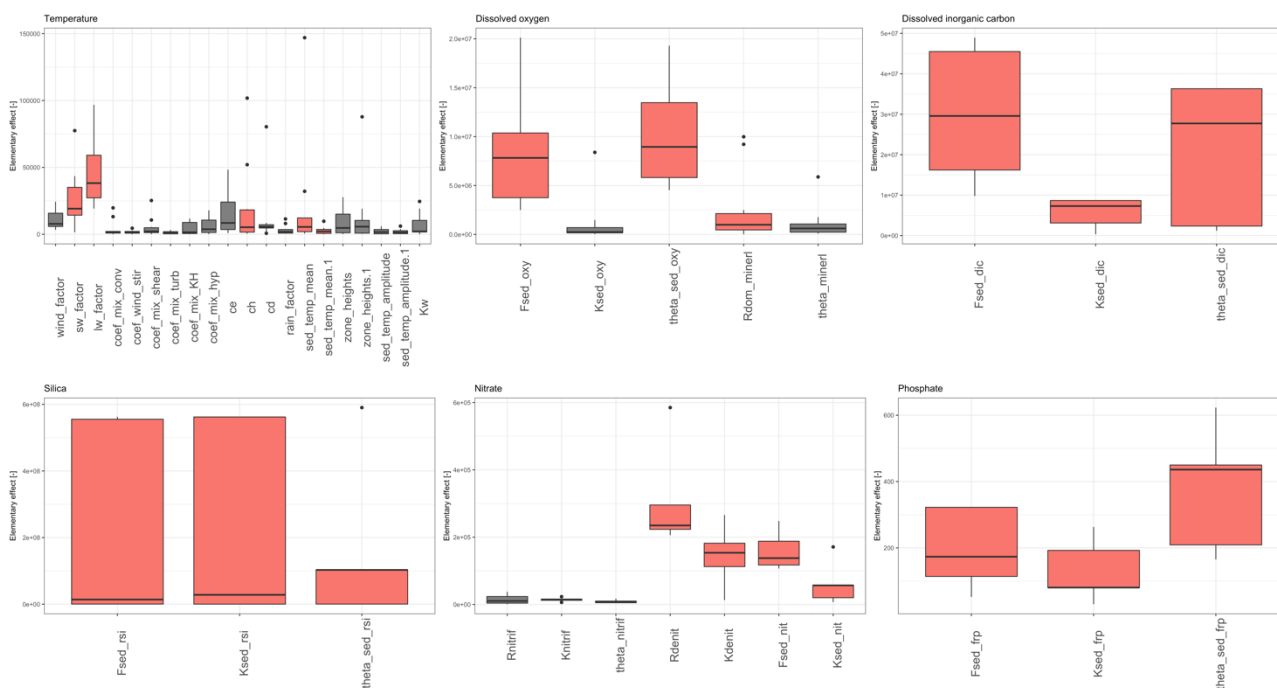 Temperature
Elementary effect [-]
150000
100000
50000
0
wind_factor
sw_factor
lw_factor
coef_mix_conv
coef_wind_stir
coef_mix_shear
coef_mix_turb
coef_mix_KH
coef_mix_hyp
ce
ch
cd
rain_factor
sed_temp_mean
sed_temp_mean.1
zone_heights
zone_heights.1
sed_temp_amplitude
sed_temp_amplitude.1
Kw
Dissolved oxygen
Elementary effect [-]
2.0e+07
1.5e+07
1.0e+07
5.0e+06
0.0e+00
Fsed_oxy
Ksed_oxy
theta_sed_oxy
Rdom_minerl
theta_minerl
Dissolved inorganic carbon
Elementary effect [-]
5e+07
4e+07
3e+07
2e+07
1e+07
0e+00
Fsed_dic
Ksed_dic
theta_sed_dic
Silica
Elementary effect [-]
6e+08
4e+08
2e+08
0e+00
Fsed_rsi
Ksed_rsi
theta_sed_rsi
Nitrate
Elementary effect [-]
6e+05
4e+05
2e+05
0e+00
Rnitrif
Knitrif
theta_nitrif
Rdenit
Kdenit
Fsed_nit
Ksed_nit
Phosphate
Elementary effect [-]
600
400
200
Fsed_frp
Ksed_frp
theta_sed_frp